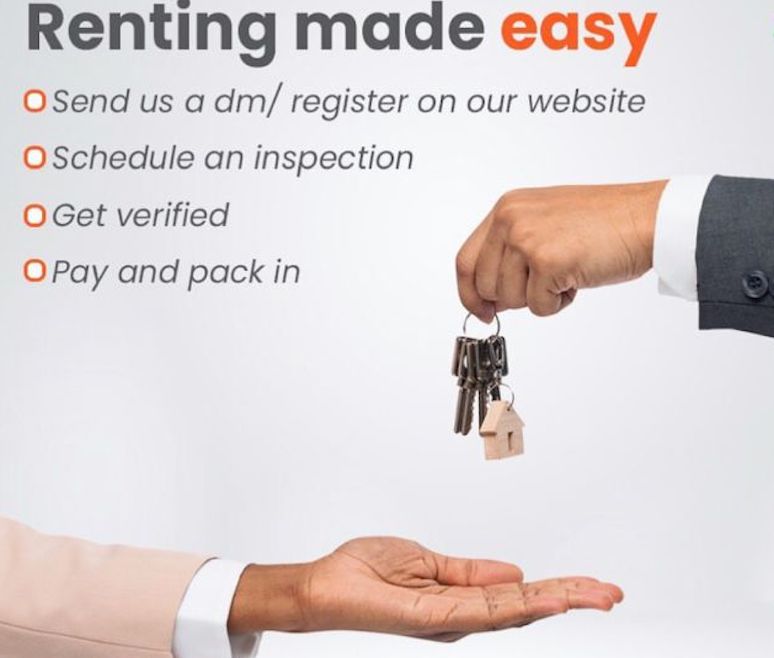 Renting made easy
Send us a dm/ register on our website
Schedule an inspection
Get verified
Pay and pack in